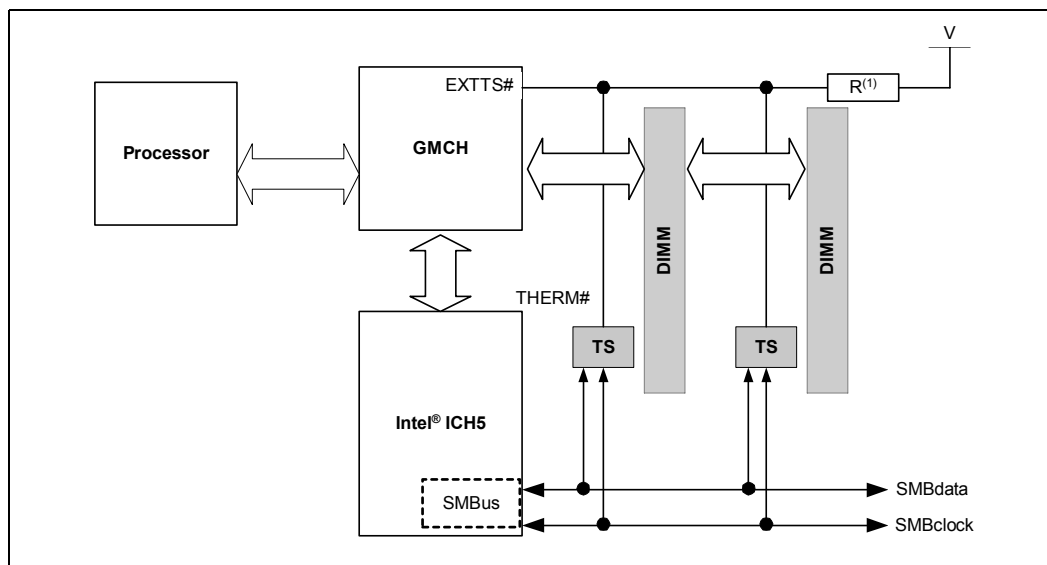 V
EXTTS#
R(1)
Processor
GMCH
DIMM
DIMM
THERM#
TS
TS
Intel® ICH5
SMBus
SMBdata
SMBclock